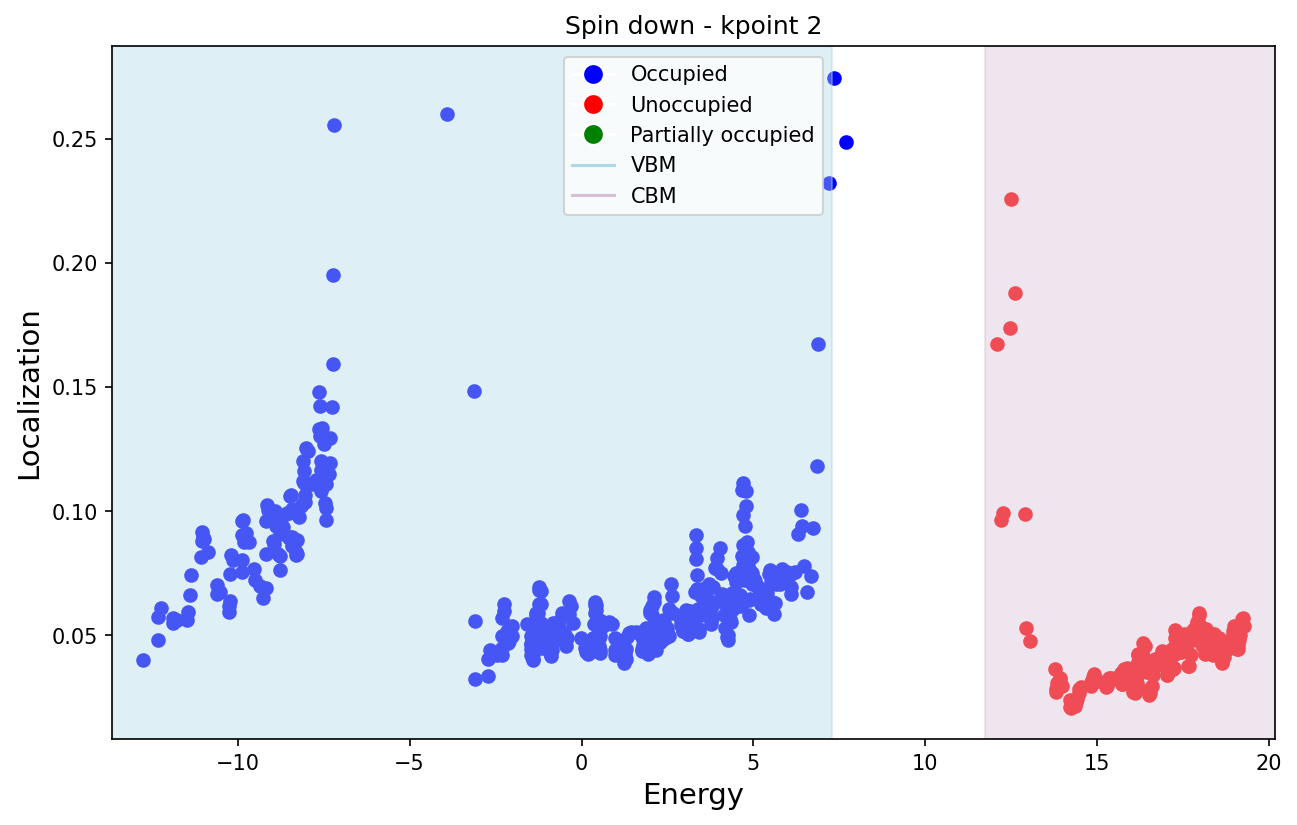 Spin down - kpoint 2
Occupied
Unoccupied
Partially occupied
VBM
CBM
Localization
0.25
0.20
0.15
0.10
0.05
−10
−5
0
5
10
15
20
Energy